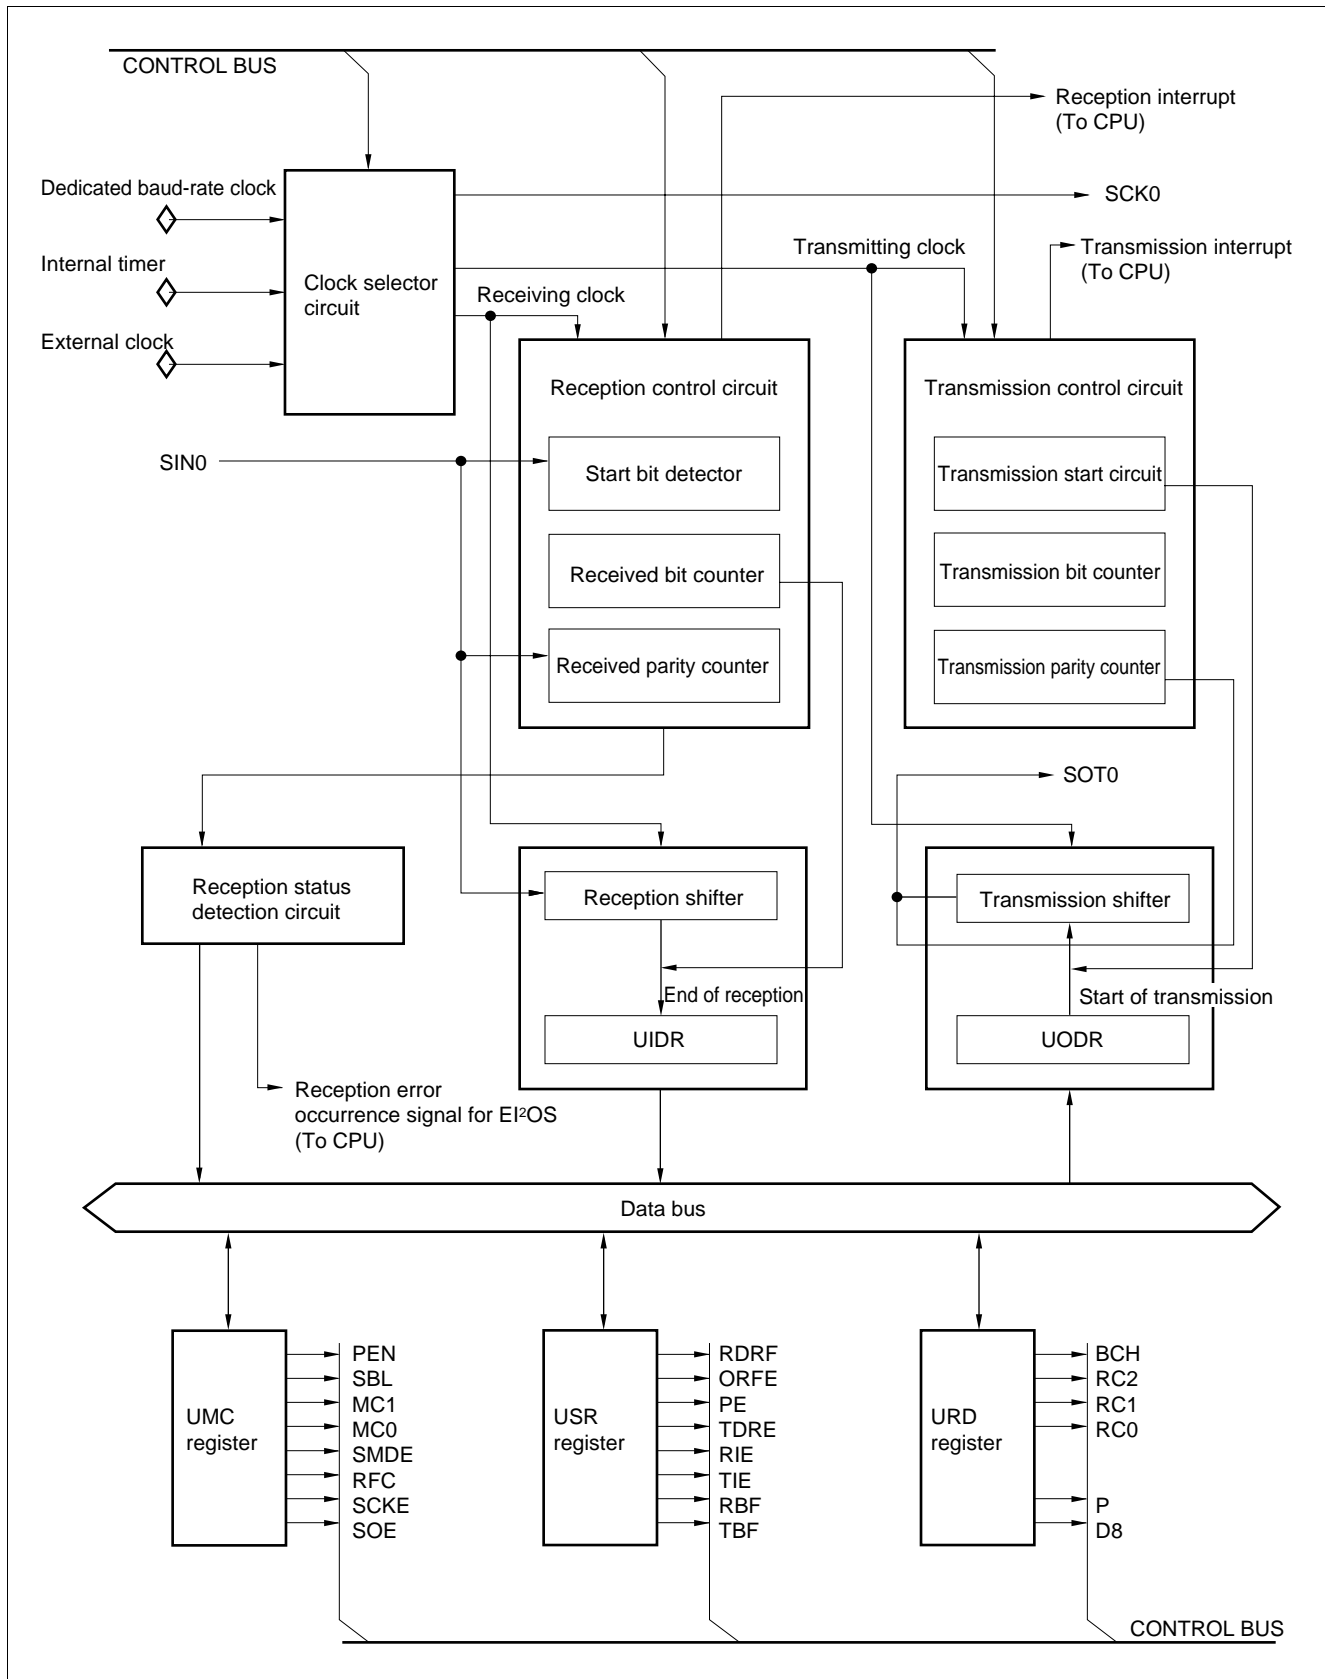 CONTROL BUS
Reception interrupt
(To CPU)
Dedicated baud-rate clock
SCK0
Transmitting clock
Transmission interrupt
(To CPU)
Internal timer
Clock selector
circuit
Receiving clock
External clock
Reception control circuit
Transmission control circuit
SIN0
Start bit detector
Transmission start circuit
Received bit counter
Transmission bit counter
Received parity counter
Transmission parity counter
SOT0
Reception status
detection circuit
Reception shifter
Transmission shifter
End of reception
Start of transmission
UIDR
UODR
Reception error
occurrence signal for EI²OS
(To CPU)
Data bus
UMC
register
PEN
SBL
MC1
MC0
SMDE
RFC
SCKE
SOE
USR
register
RDRF
ORFE
PE
TDRE
RIE
TIE
RBF
TBF
URD
register
BCH
RC2
RC1
RC0
P
D8
CONTROL BUS